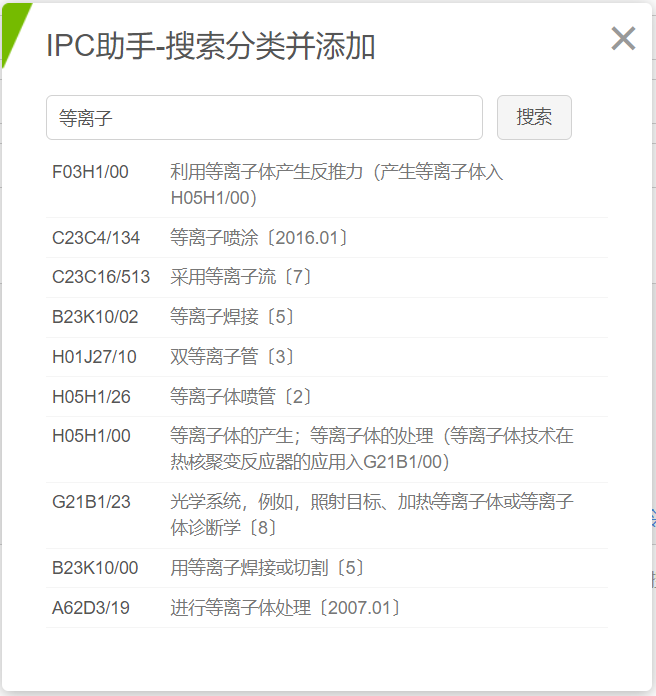 IPC助手-搜索分类并添加
等离子
搜索
F03H1/00 利用等离子体产生反推力（产生等离子体入
H05H1/00）
C23C4/134 等离子喷涂〔2016.01〕
C23C16/513 采用等离子流〔7〕
B23K10/02 等离子焊接〔5〕
H01J27/10 双等离子管〔3〕
H05H1/26 等离子体喷管〔2〕
H05H1/00 等离子体的产生；等离子体的处理（等离子体技术在
热核聚变反应器的应用入G21B1/00）
G21B1/23 光学系统，例如，照射目标、加热等离子体或等离子
体诊断学〔8〕
B23K10/00 用等离子焊接或切割〔5〕
A62D3/19 进行等离子体处理〔2007.01〕